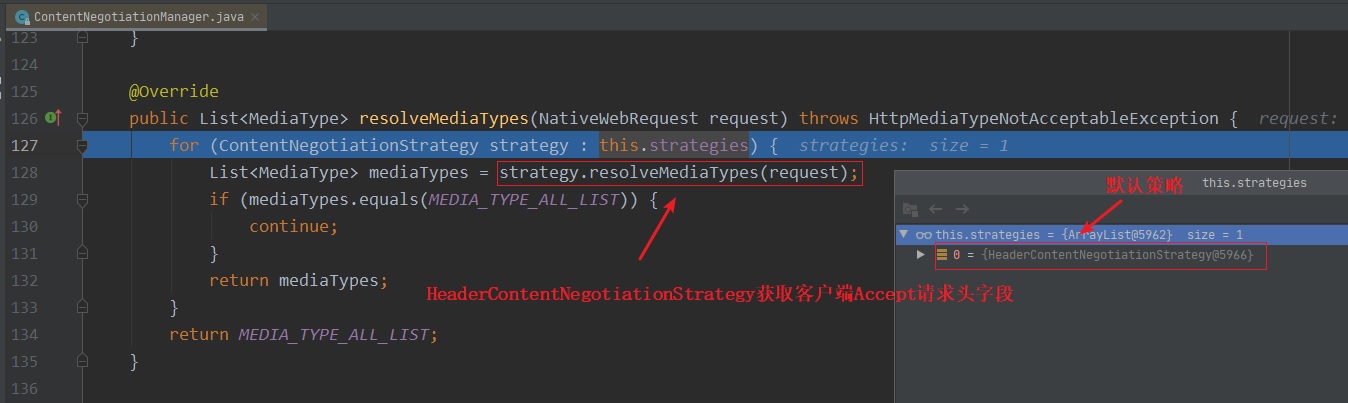 ContentNegotiationManager.java
123 }
124
125 @Override
126 public List<MediaType> resolveMediaTypes(NativeWebRequest request) throws HttpMediaTypeNotAcceptableException { request:
127 for (ContentNegotiationStrategy strategy : this.strategies) { strategies: size = 1
128 List<MediaType> mediaTypes = strategy.resolveMediaTypes(request);
129 if (mediaTypes.equals(MEDIA_TYPE_ALL_LIST)) {
130 continue;
131 }
132 return mediaTypes;
133 }
134 return MEDIA_TYPE_ALL_LIST;
135 }
136
HeaderContentNegotiationStrategy获取客户端Accept请求头字段
默认策略
this.strategies
this.strategies = {ArrayList@5962} size = 1
0 = {HeaderContentNegotiationStrategy@5966}